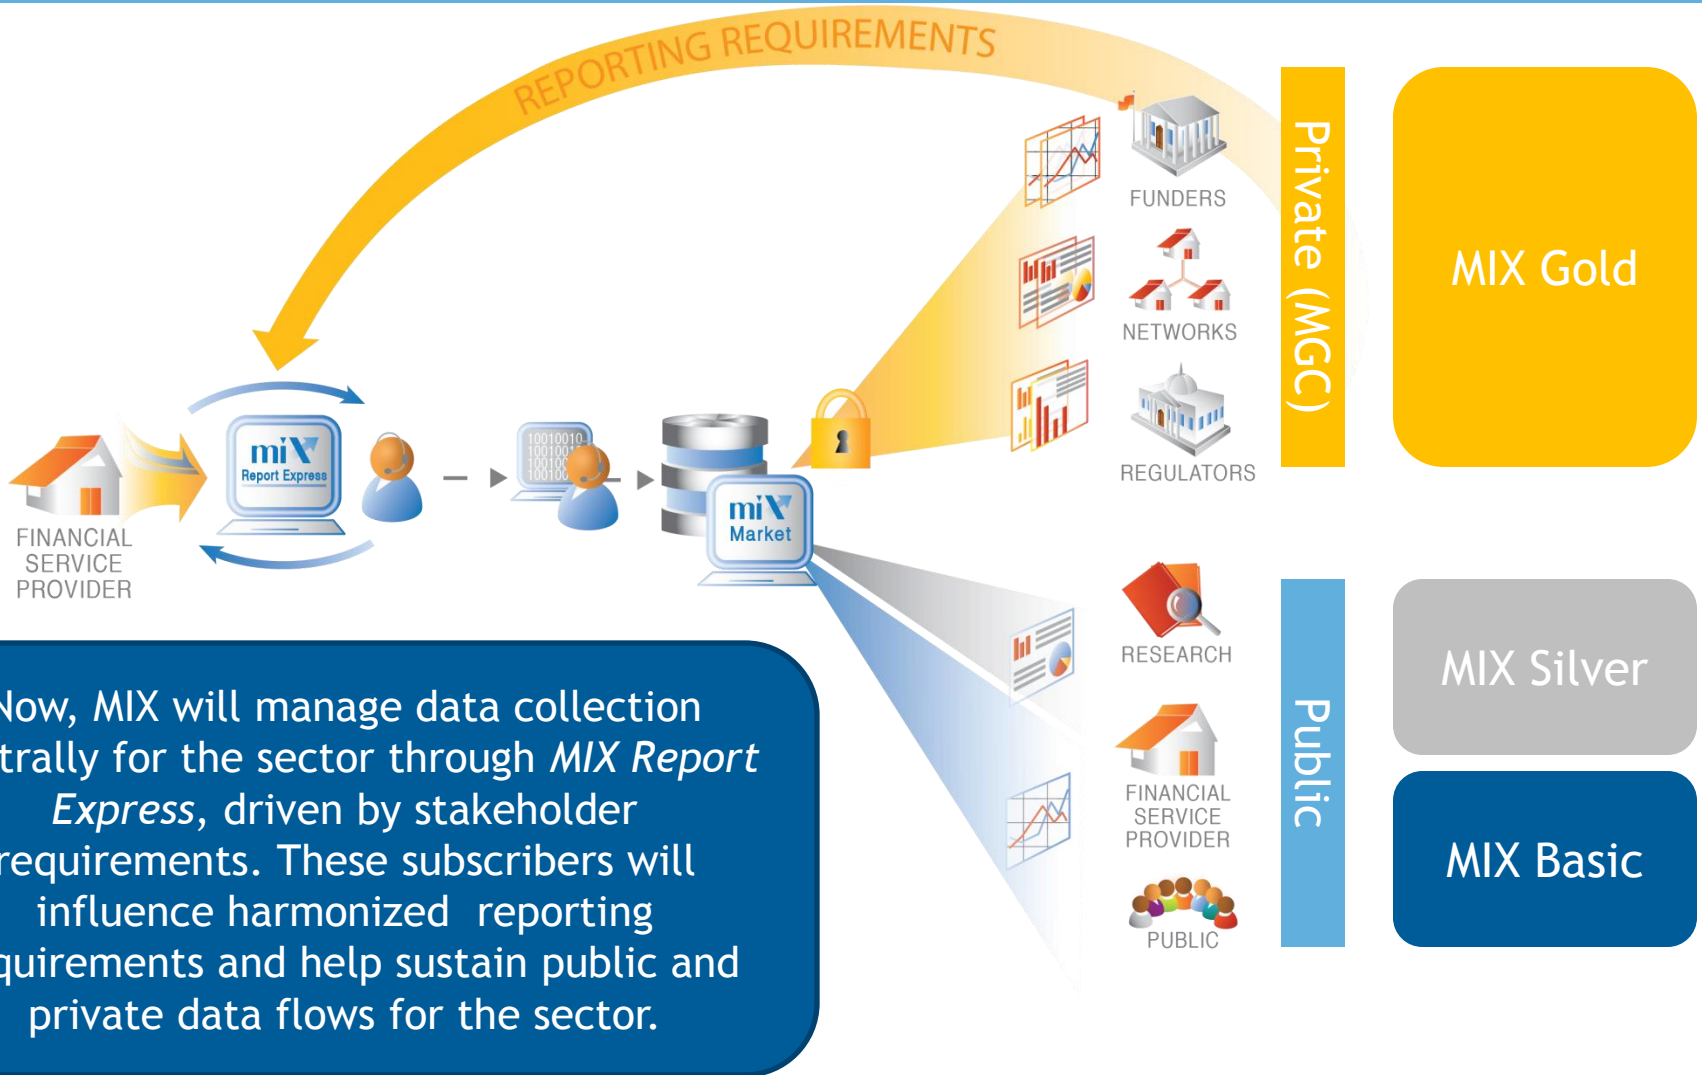 REPORTING REQUIREMENTS
FUNDERS
NETWORKS
REGULATORS
Private (MGC)
MIX Gold
miX
Report Express
10010010
miX
Market
FINANCIAL
SERVICE
PROVIDER
RESEARCH
FINANCIAL
SERVICE
PROVIDER
PUBLIC
Public
MIX Silver
MIX Basic
Now, MIX will manage data collection
trally for the sector through MIX Report
Express, driven by stakeholder
requirements. These subscribers will
influence harmonized reporting
quirements and help sustain public and
private data flows for the sector.